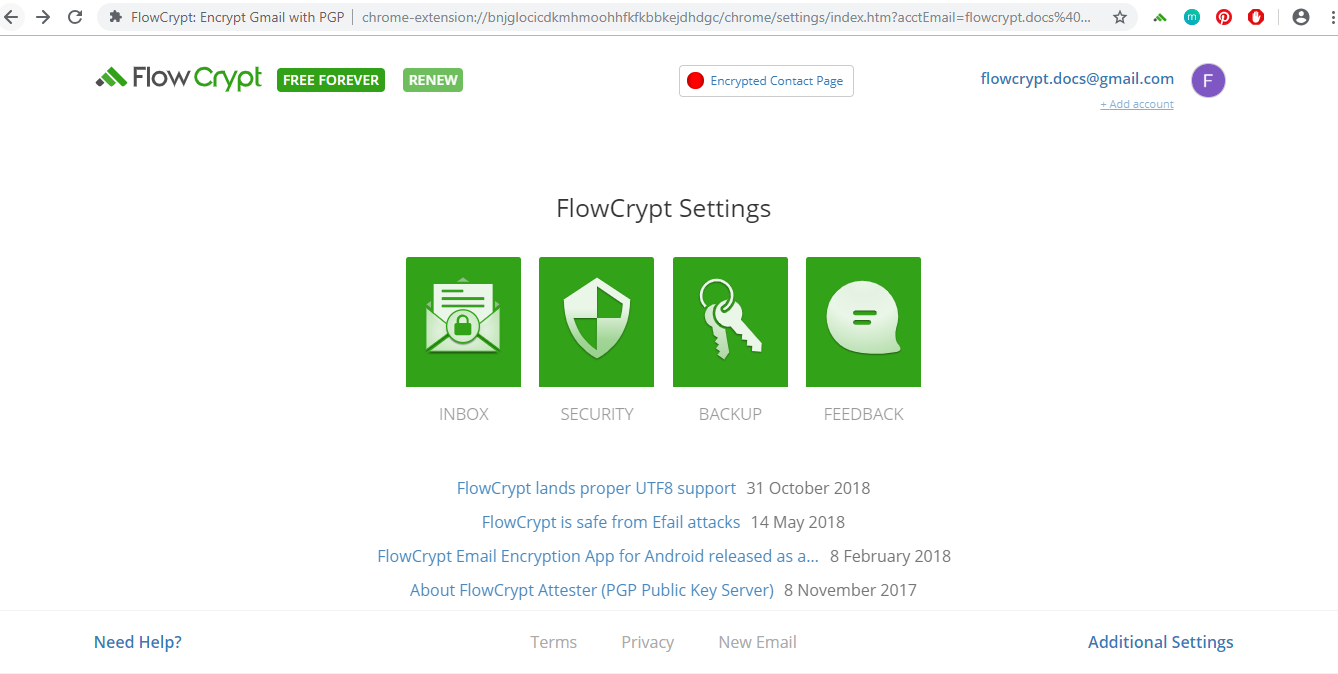 FlowCrypt: Encrypt Gmail with PGP | chrome-extension://bnjglocicdkmhmoohhfkfkbbkejdhdgc/chrome/settings/index.htm?acctEmail=flowcrypt.docs%40...
m
FlowCrypt FREE FOREVER RENEW
Encrypted Contact Page
flowcrypt.docs@gmail.com F
+ Add account
FlowCrypt Settings
INBOX SECURITY BACKUP FEEDBACK
FlowCrypt lands proper UTF8 support 31 October 2018
FlowCrypt is safe from Efail attacks 14 May 2018
FlowCrypt Email Encryption App for Android released as a... 8 February 2018
About FlowCrypt Attester (PGP Public Key Server) 8 November 2017
Need Help? Terms Privacy New Email Additional Settings